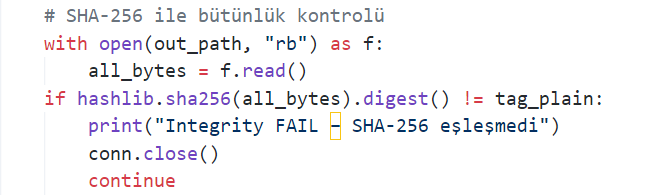 # SHA-256 ile bütünlük kontrolü
with open(out_path, "rb") as f:
    all_bytes = f.read()
if hashlib.sha256(all_bytes).digest() != tag_plain:
    print("Integrity FAIL – SHA-256 eşleşmedi")
    conn.close()
    continue